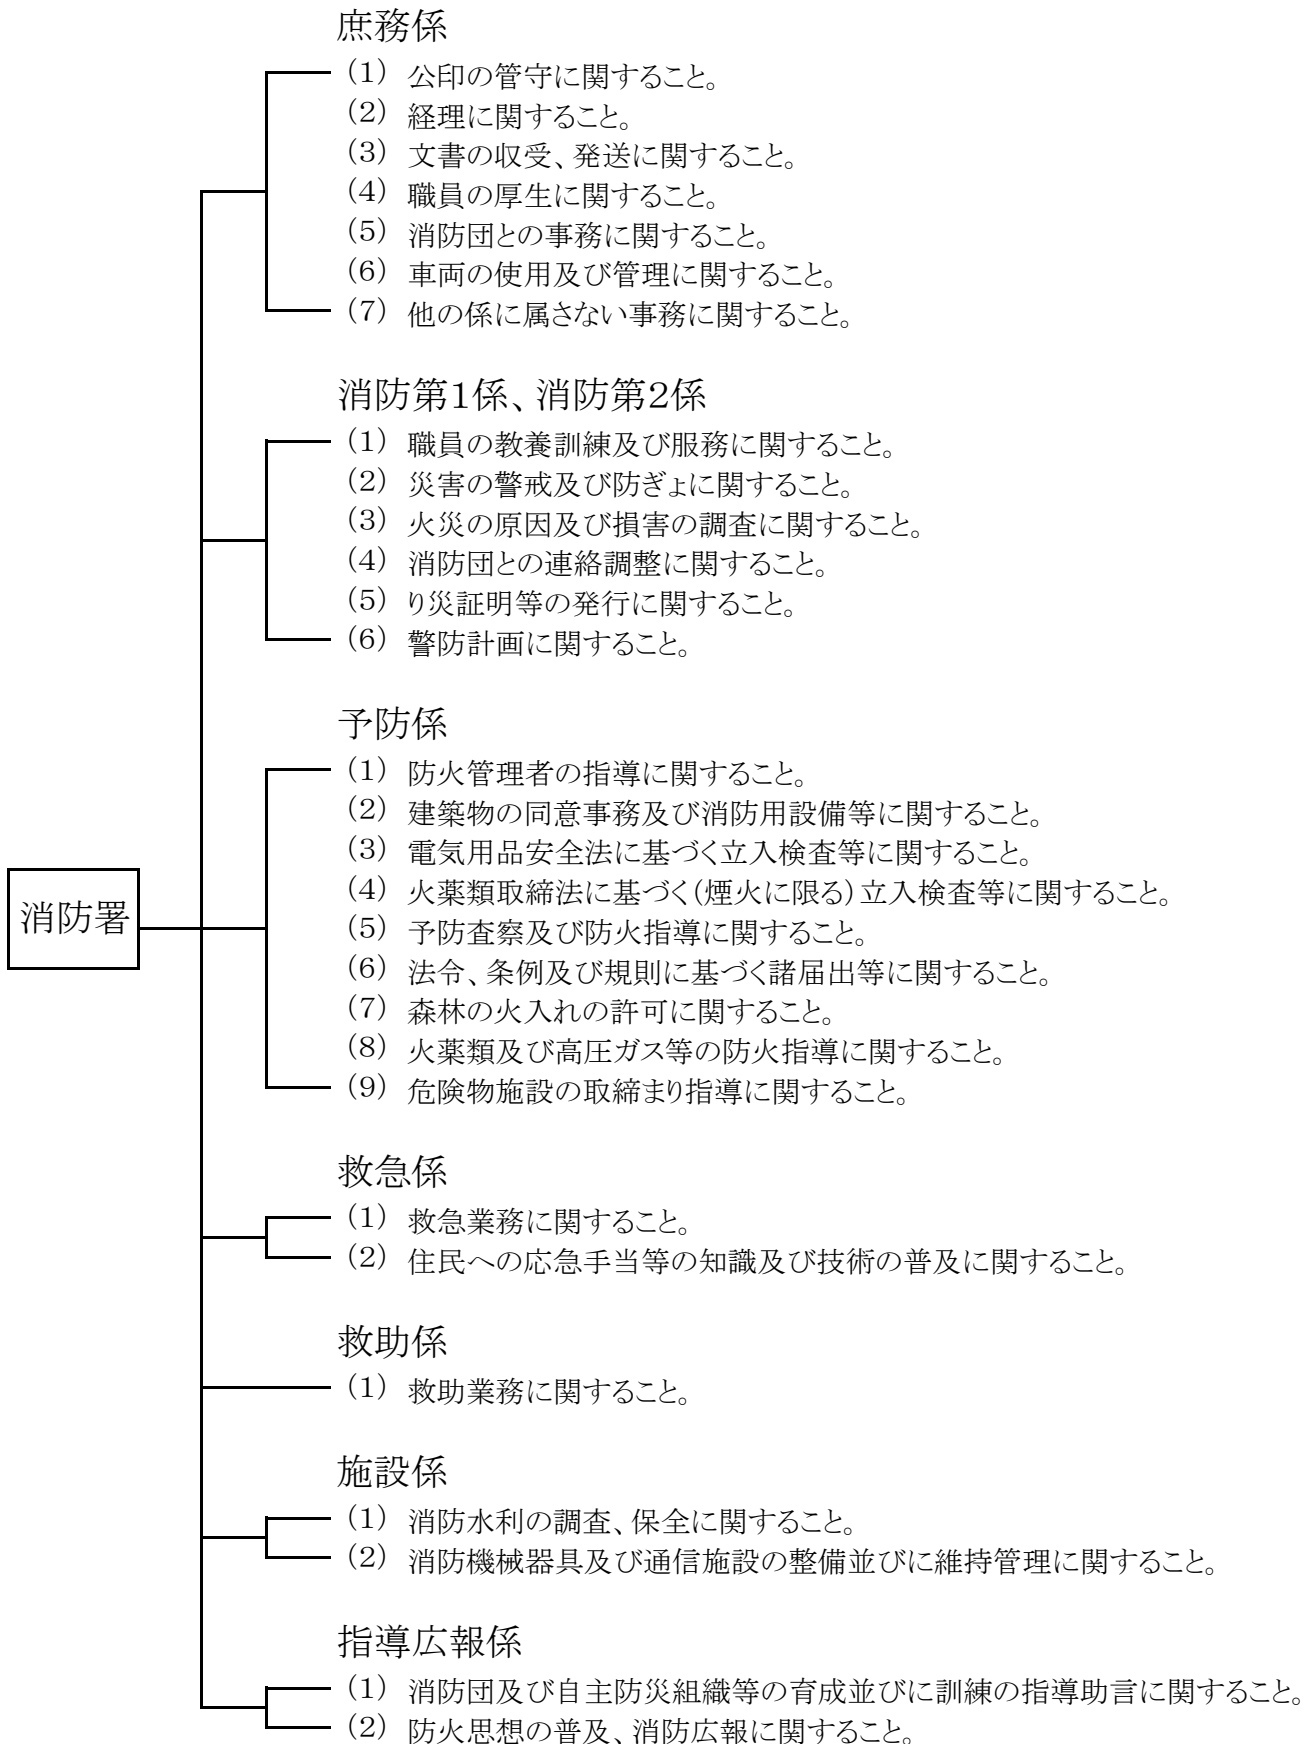 庶務係
(1) 公印の管守に関すること。
(2) 経理に関すること。
(3) 文書の収受、発送に関すること。
(4) 職員の厚生に関すること。
(5) 消防団との事務に関すること。
(6) 車両の使用及び管理に関すること。
(7) 他の係に属さない事務に関すること。
消防第1係、消防第2係
(1) 職員の教養訓練及び服務に関すること。
(2) 災害の警戒及び防ぎょに関すること。
(3) 火災の原因及び損害の調査に関すること。
(4) 消防団との連絡調整に関すること。
(5) り災証明等の発行に関すること。
(6) 警防計画に関すること。
予防係
(1) 防火管理者の指導に関すること。
(2) 建築物の同意事務及び消防用設備等に関すること。
(3) 電気用品安全法に基づく立入検査等に関すること。
(4) 火薬類取締法に基づく(煙火に限る)立入検査等に関すること。
消防署
(5) 予防査察及び防火指導に関すること。
(6) 法令、条例及び規則に基づく諸届出等に関すること。
(7) 森林の火入れの許可に関すること。
(8) 火薬類及び高圧ガス等の防火指導に関すること。
(9) 危険物施設の取締まり指導に関すること。
救急係
(1) 救急業務に関すること。
(2) 住民への応急手当等の知識及び技術の普及に関すること。
救助係
(1) 救助業務に関すること。
施設係
(1) 消防水利の調査、保全に関すること。
(2) 消防機械器具及び通信施設の整備並びに維持管理に関すること。
指導広報係
(1) 消防団及び自主防災組織等の育成並びに訓練の指導助言に関すること。
(2) 防火思想の普及、消防広報に関すること。